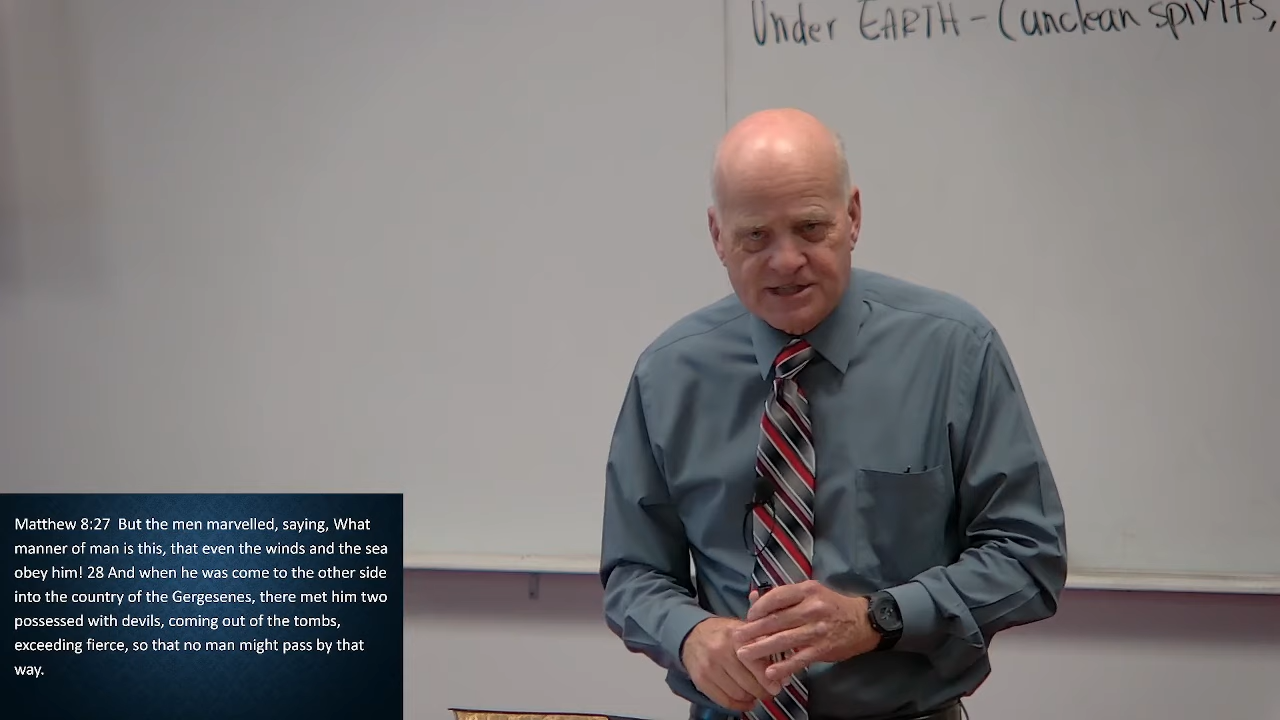 Under EARTH - (unclean spirits,
Matthew 8:27 But the men marvelled, saying, What
manner of man is this, that even the winds and the sea
obey him! 28 And when he was come to the other side
into the country of the Gergesenes, there met him two
possessed with devils, coming out of the tombs,
exceeding fierce, so that no man might pass by that
way.